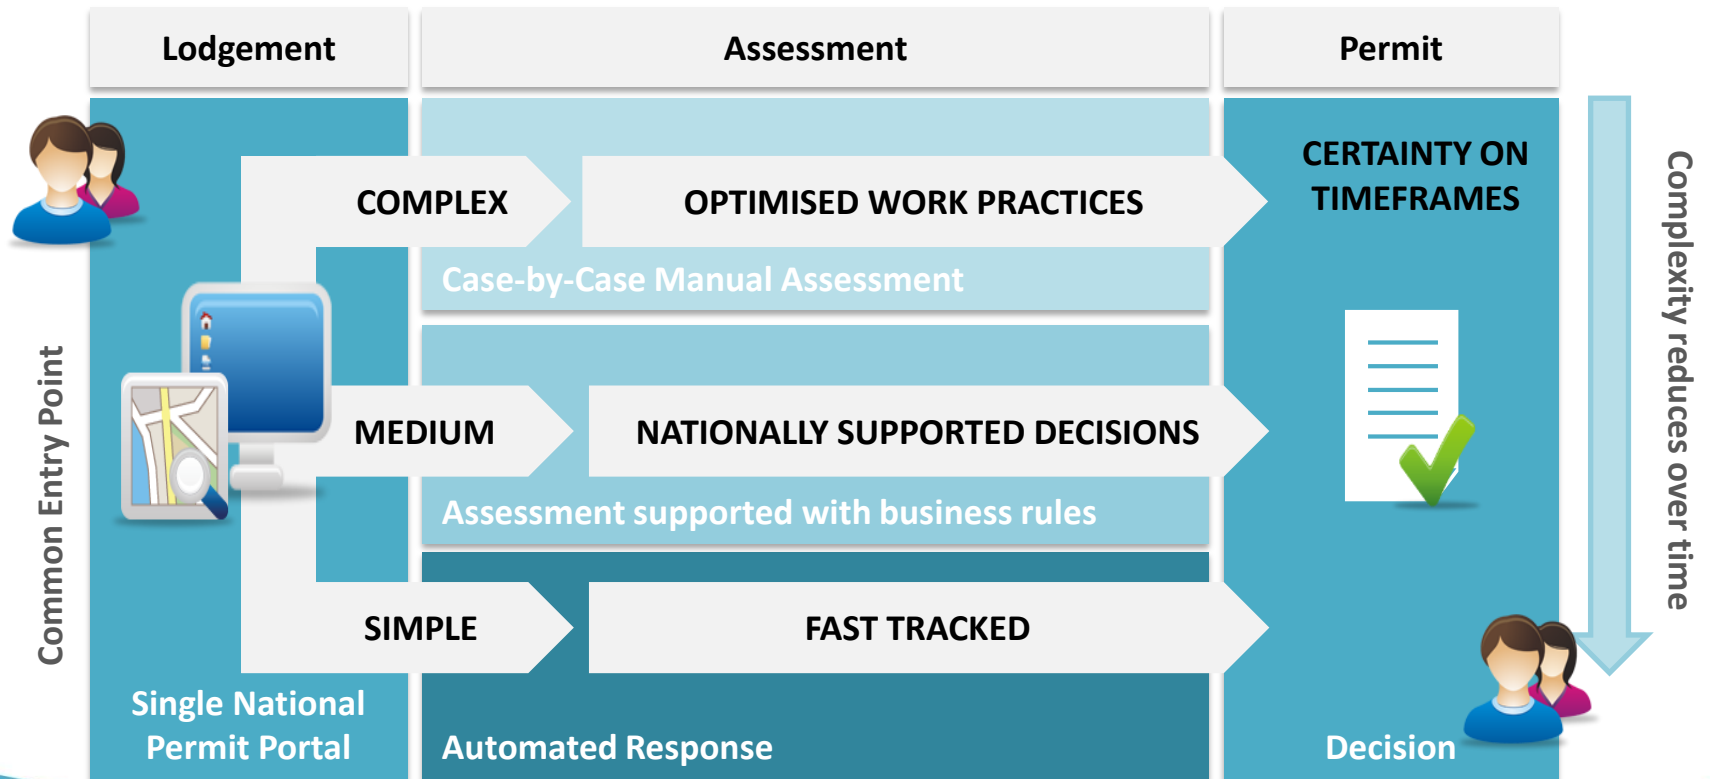 Lodgement
Assessment
Permit
Common Entry Point
COMPLEX
OPTIMISED WORK PRACTICES
Case-by-Case Manual Assessment
MEDIUM
NATIONALLY SUPPORTED DECISIONS
Assessment supported with business rules
SIMPLE
FAST TRACKED
Single National
Permit Portal
Automated Response
CERTAINTY ON
TIMEFRAMES
Decision
Complexity reduces over time